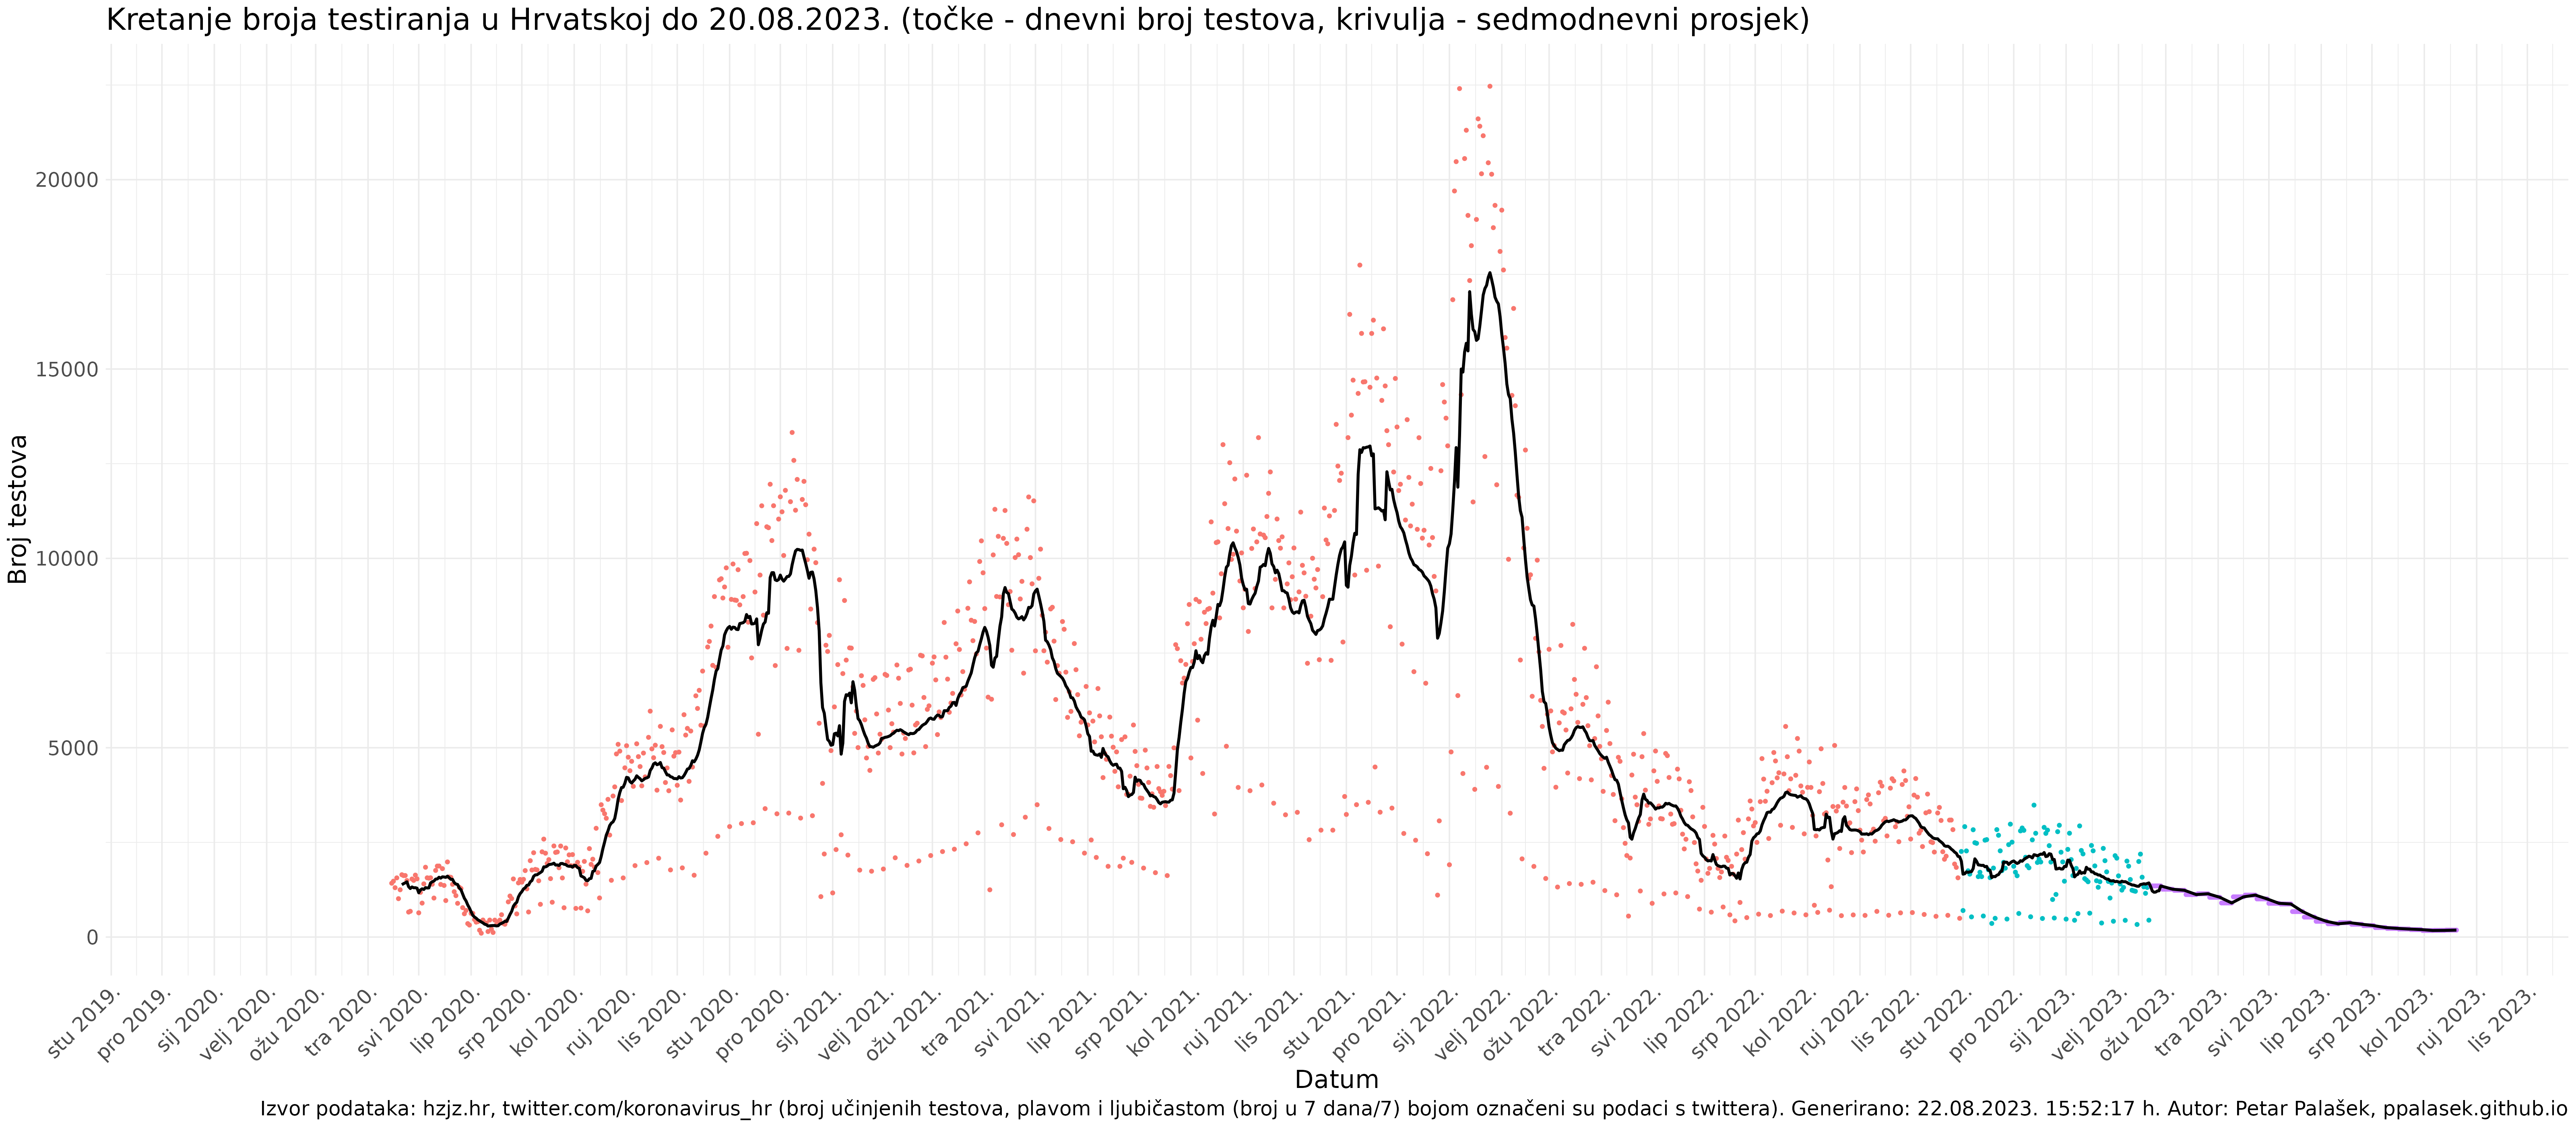 Kretanje broja testiranja u Hrvatskoj do 20.08.2023. (točke - dnevni broj testova, krivulja - sedmodnevni prosjek)
Broj testova
20000
15000
10000
5000
0
stu 2019.
pro 2019.
sij 2020.
velj 2020.
ožu 2020.
tra 2020.
svi 2020.
lip 2020.
srp 2020.
kol 2020.
ruj 2020.
lis 2020.
stu 2020.
pro 2020.
sij 2021.
velj 2021.
ožu 2021.
tra 2021.
svi 2021.
lip 2021.
srp 2021.
kol 2021.
ruj 2021.
lis 2021.
stu 2021.
pro 2021.
sij 2022.
velj 2022.
ožu 2022.
tra 2022.
svi 2022.
lip 2022.
srp 2022.
kol 2022.
ruj 2022.
lis 2022.
stu 2022.
pro 2022.
sij 2023.
velj 2023.
ožu 2023.
tra 2023.
svi 2023.
lip 2023.
srp 2023.
kol 2023.
ruj 2023.
lis 2023.
Datum
Izvor podataka: hzjz.hr, twitter.com/koronavirus_hr (broj učinjenih testova, plavom i ljubičastom (broj u 7 dana/7) bojom označeni su podaci s twittera). Generirano: 22.08.2023. 15:52:17 h. Autor: Petar Palašek, ppalasek.github.io